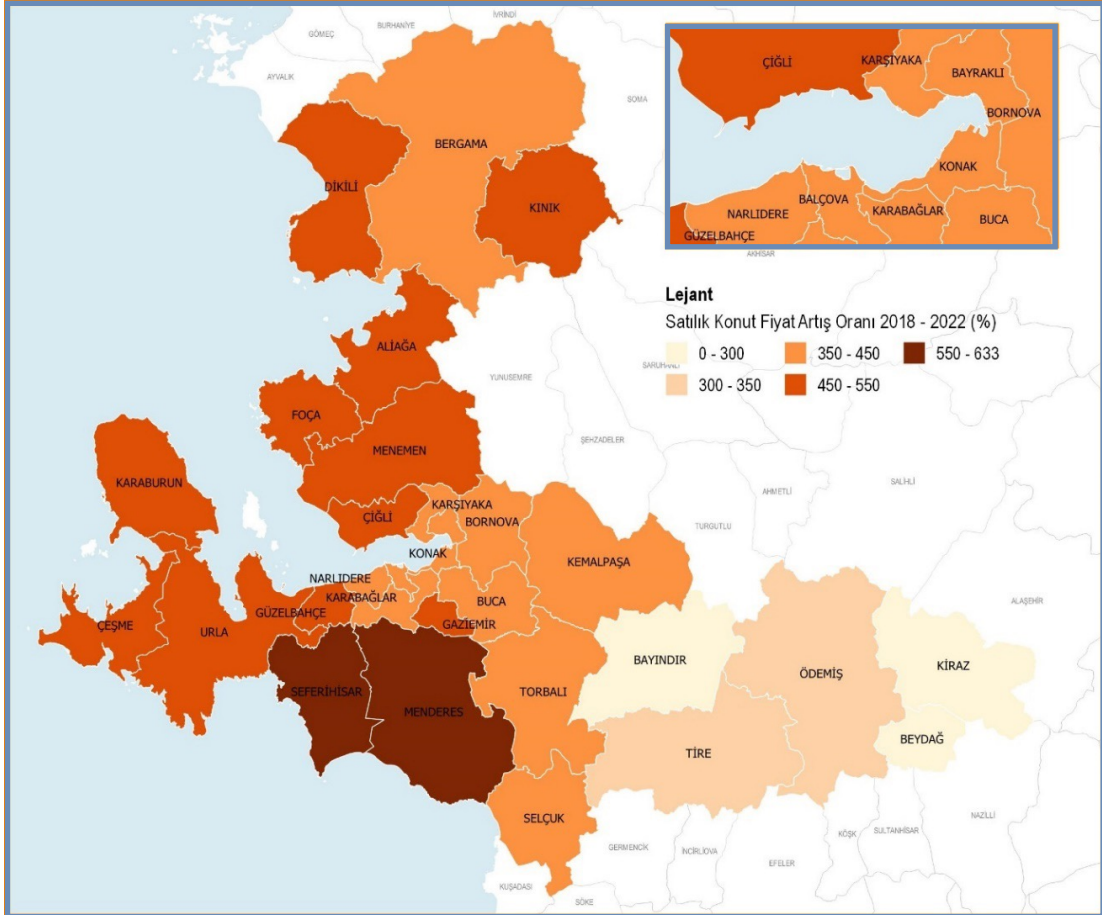 İVRİNDİ
BURHANİYE
GÖMEÇ
AYVALIK
SOMA
BERGAMA
DİKİLİ
KINIK
ÇİĞLİ
KARŞIYAKA
BAYRAKLI
BORNOVA
KONAK
BALÇOVA
NARLIDERE
KARABAĞLAR
BUCA
GÜZELBAHÇE
AKHİSAR
Lejant
Satılık Konut Fiyat Artış Oranı 2018 - 2022 (%)
0 - 300 350 - 450 550 - 633
300 - 350 450 - 550
SARUHANLI
ALİAĞA
YUNUSEMRE
FOÇA
ŞEHZADELER
MENEMEN
KARABURUN
SALİHLİ
AHMETLİ
KARŞIYAKA
ÇİĞLİ
BORNOVA
TURGUTLU
KONAK
KEMALPAŞA
NARLIDERE
KARABAĞLAR
BUCA
ALAŞEHİR
GÜZELBAHÇE
GAZİEMİR
ÇEŞME
URLA
BAYINDIR
KİRAZ
ÖDEMİŞ
SEFERİHİSAR
TORBALI
MENDERES
BEYDAĞ
TİRE
SELÇUK
NAZİLLİ
KÖŞK
SULTANHİSAR
GERMENCİK
İNCİRLİOVA
EFELER
KUŞADASI
SÖKE